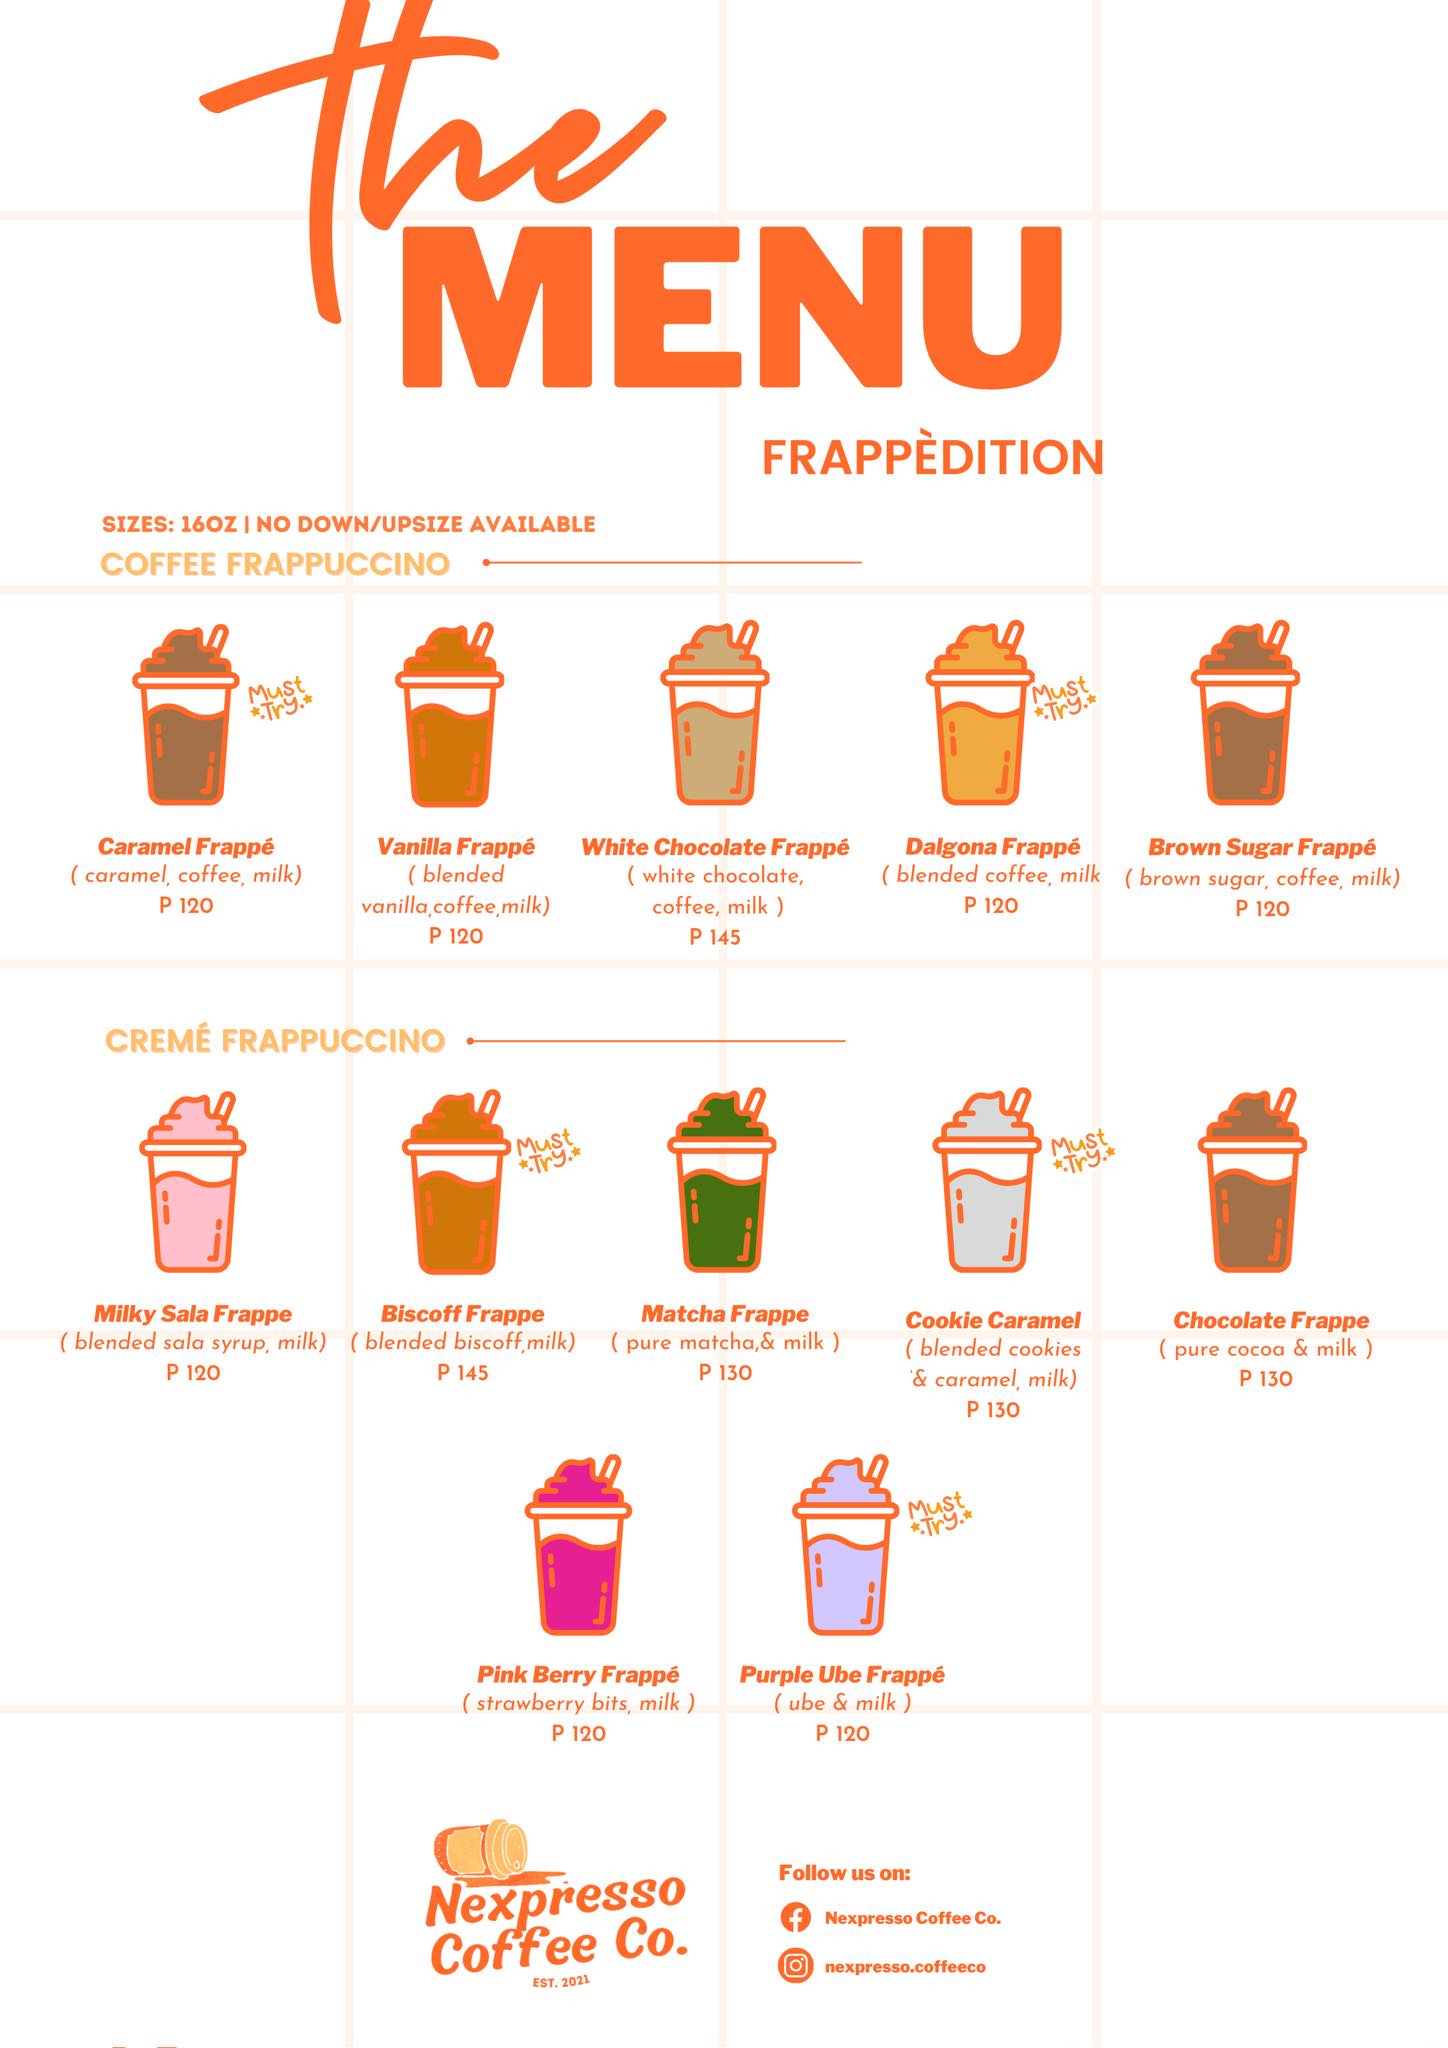 the
MENU
FRAPPÈDITION
SIZES: 16OZ | NO DOWN/UPSIZE AVAILABLE
COFFEE FRAPPUCCINO
Must
Try
Must
Try
Caramel Frappé
( caramel, coffee, milk)
P 120
Vanilla Frappé
( blended
vanilla,coffee,milk)
P 120
White Chocolate Frappé
( white chocolate,
coffee, milk )
P 145
Dalgona Frappé
( blended coffee, milk
P 120
Brown Sugar Frappé
( brown sugar, coffee, milk)
P 120
CREMÉ FRAPPUCCINO
Must
Try
Must
Try
Milky Sala Frappe
( blended sala syrup, milk)
P 120
Biscoff Frappe
( blended biscoff,milk)
P 145
Matcha Frappe
( pure matcha,& milk )
P 130
Cookie Caramel
( blended cookies
'& caramel, milk)
P 130
Chocolate Frappe
( pure cocoa & milk )
P 130
Must
Try
Pink Berry Frappé
( strawberry bits, milk )
P 120
Purple Ube Frappé
( ube & milk )
P 120
Nexpresso
Coffee Co.
EST. 2021
Follow us on:
Nexpresso Coffee Co.
nexpresso.coffeeco